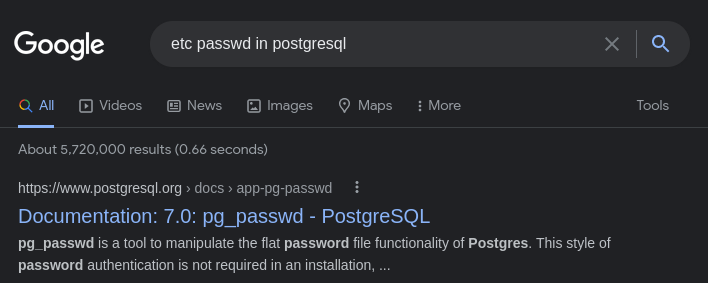 Google
etc passwd in postgresql
All Videos News Images Maps More Tools
About 5,720,000 results (0.66 seconds)
https://www.postgresql.org › docs › app-pg-passwd
Documentation: 7.0: pg_passwd - PostgreSQL
pg_passwd is a tool to manipulate the flat password file functionality of Postgres. This style of
password authentication is not required in an installation, ...